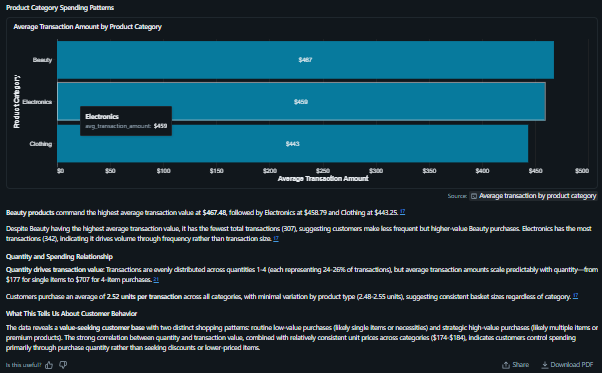 Product Category Spending Patterns
Average Transaction Amount by Product Category
Product Category
Beauty
$467
Electronics
$459
Electronics
avg_transaction_amount: $459
Clothing
$443
$0 $50 $100 $150 $200 $250 $300 $350 $400 $450 $500
Average Transaction Amount
Source: Average transaction by product category
Beauty products command the highest average transaction value at $467.48, followed by Electronics at $458.79 and Clothing at $443.25.
Despite Beauty having the highest average transaction value, it has the fewest total transactions (307), suggesting customers make less frequent but higher-value Beauty purchases. Electronics has the most
transactions (342), indicating it drives volume through frequency rather than transaction size.
Quantity and Spending Relationship
Quantity drives transaction value: Transactions are evenly distributed across quantities 1-4 (each representing 24-26% of transactions), but average transaction amounts scale predictably with quantity—from
$177 for single items to $707 for 4-item purchases.
Customers purchase an average of 2.52 units per transaction across all categories, with minimal variation by product type (2.48-2.55 units), suggesting consistent basket sizes regardless of category.
What This Tells Us About Customer Behavior
The data reveals a value-seeking customer base with two distinct shopping patterns: routine low-value purchases (likely single items or necessities) and strategic high-value purchases (likely multiple items or
premium products). The strong correlation between quantity and transaction value, combined with relatively consistent unit prices across categories ($174-$184), indicates customers control spending
primarily through purchase quantity rather than seeking discounts or lower-priced items.
Is this useful?
Share
Download PDF